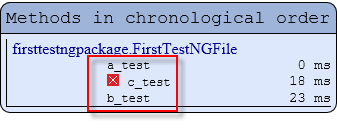 Methods in chronological order
firsttestngpackage.FirstTestNGFile
a_test 0 ms
c_test 18 ms
b_test 23 ms